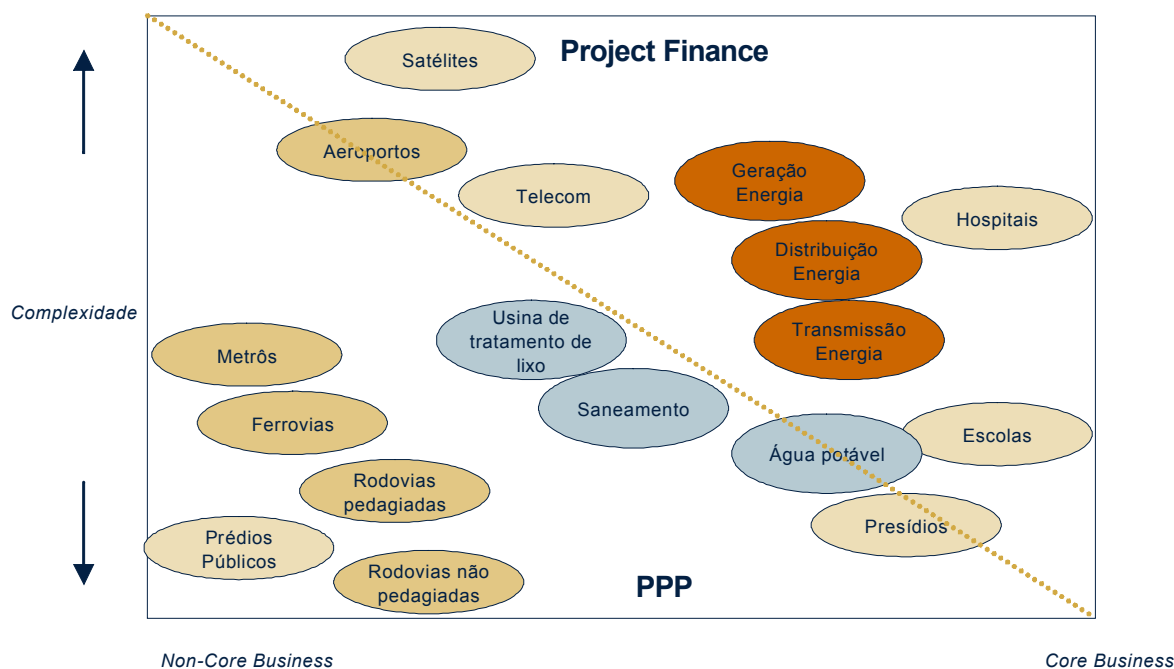 Project Finance
Satélites
Aeroportos
Telecom
Geração
Energia
Hospitais
Distribuição
Energia
Complexidade
Usina de
tratamento de
lixo
Transmissão
Energia
Metrôs
Saneamento
Ferrovias
Escolas
Água potável
Rodovias
pedagiadas
Presídios
Prédios
Públicos
Rodovias não
pedagiadas
PPP
Non-Core Business
Core Business